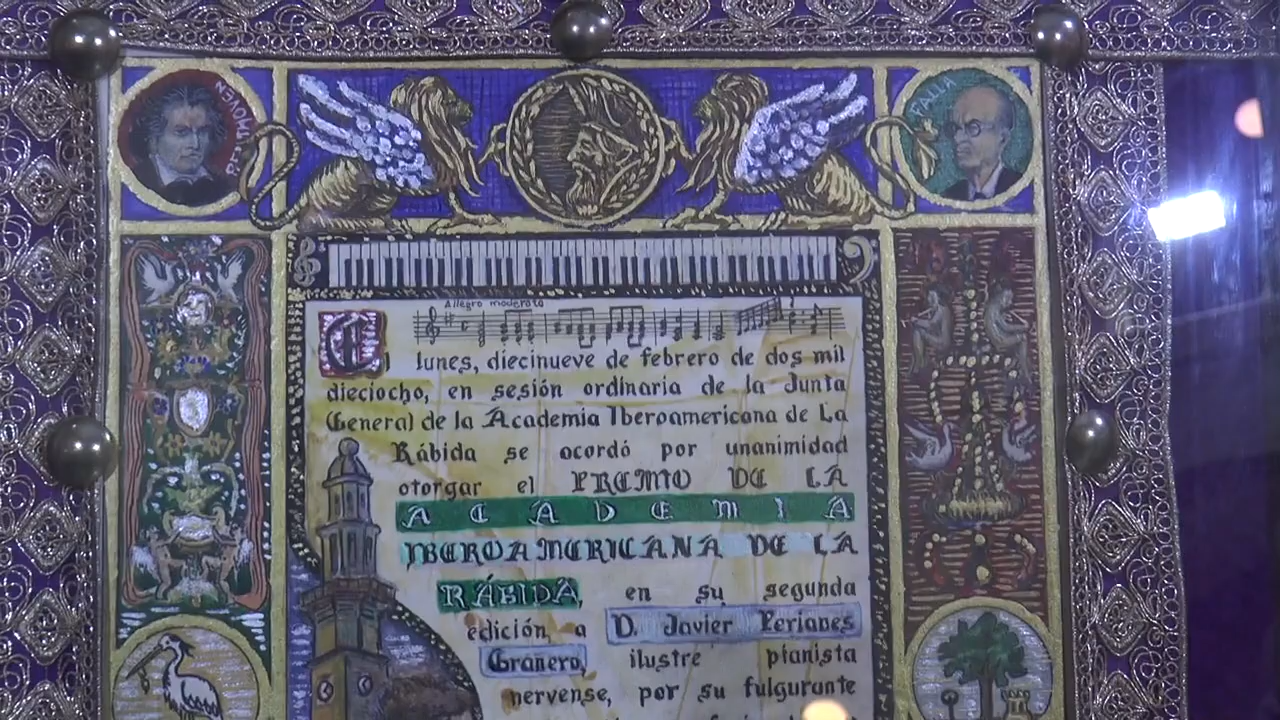 BEETHOVEN
FALLA
Allegro moderato
El lunes, diecinueve de febrero de dos mil
dieciocho, en sesión ordinaria de la Junta
General de la Academia Iberoamericana de La
Rábida se acordó por unanimidad
otorgar el PREMIO DE LA
ACADEMIA
IBEROAMERICANA DE LA
RÁBIDA, en su segunda
edición, a D. Javier Perianes
Granero, ilustre pianista
nervense, por su fulgurante